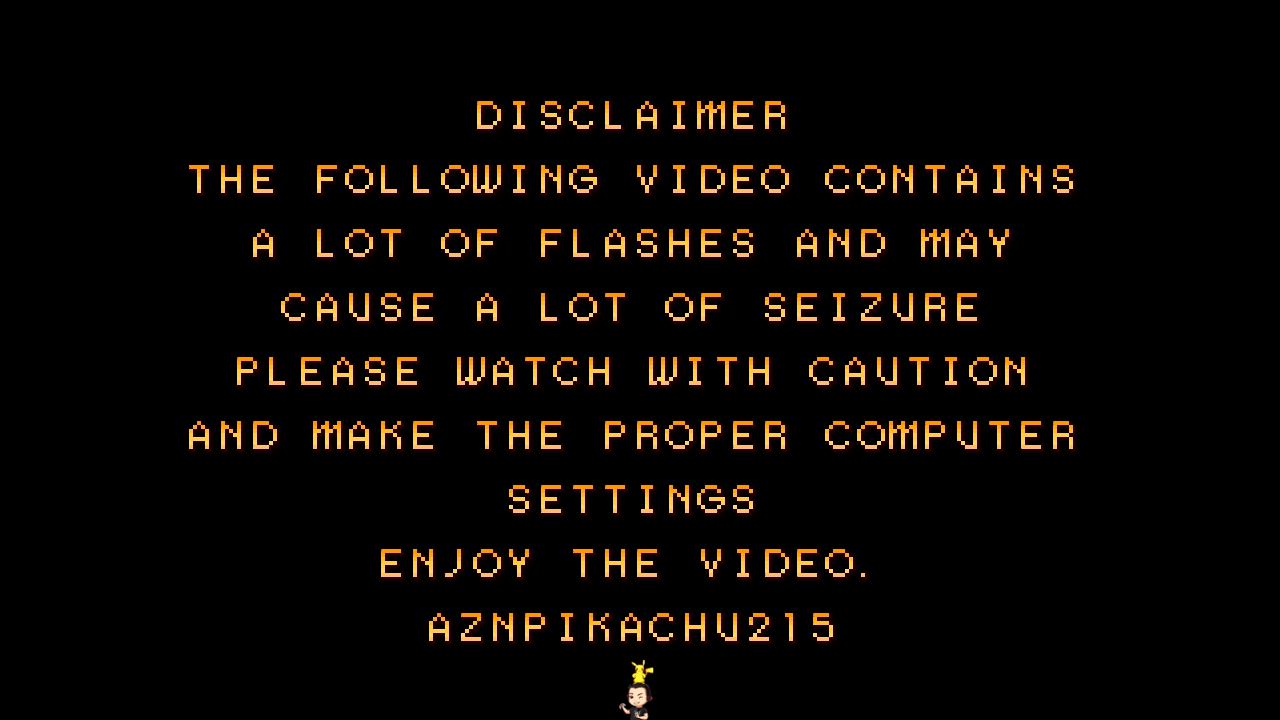 DISCLAIMER
THE FOLLOWING VIDEO CONTAINS
A LOT OF FLASHES AND MAY
CAUSE A LOT OF SEIZURE
PLEASE WATCH WITH CAUTION
AND MAKE THE PROPER COMPUTER
SETTINGS
ENJOY THE VIDEO.
AZNPIKACHU215